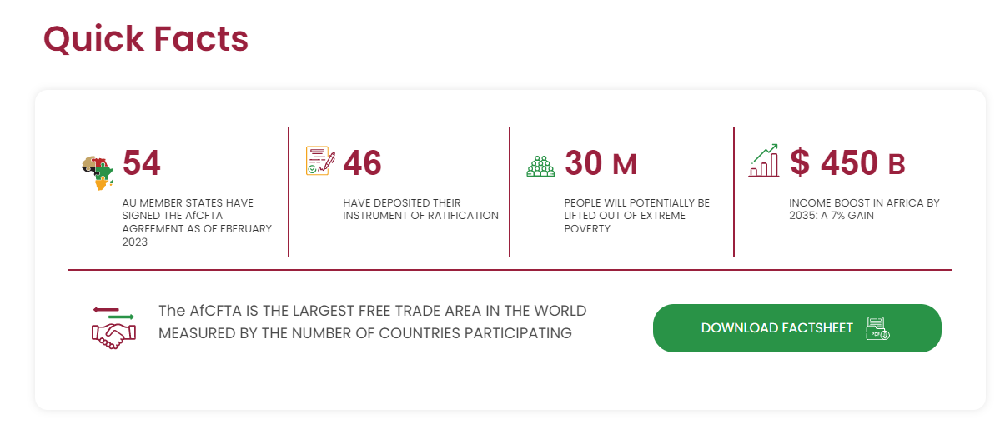 Quick Facts
54
AU MEMBER STATES HAVE
SIGNED THE AfCFTA
AGREEMENT AS OF FBERUARY
2023
46
HAVE DEPOSITED THEIR
INSTRUMENT OF RATIFICATION
30 M
PEOPLE WILL POTENTIALLY BE
LIFTED OUT OF EXTREME
POVERTY
$ 450 B
INCOME BOOST IN AFRICA BY
2035: A 7% GAIN
The AfCFTA IS THE LARGEST FREE TRADE AREA IN THE WORLD
MEASURED BY THE NUMBER OF COUNTRIES PARTICIPATING
DOWNLOAD FACTSHEET
PDF